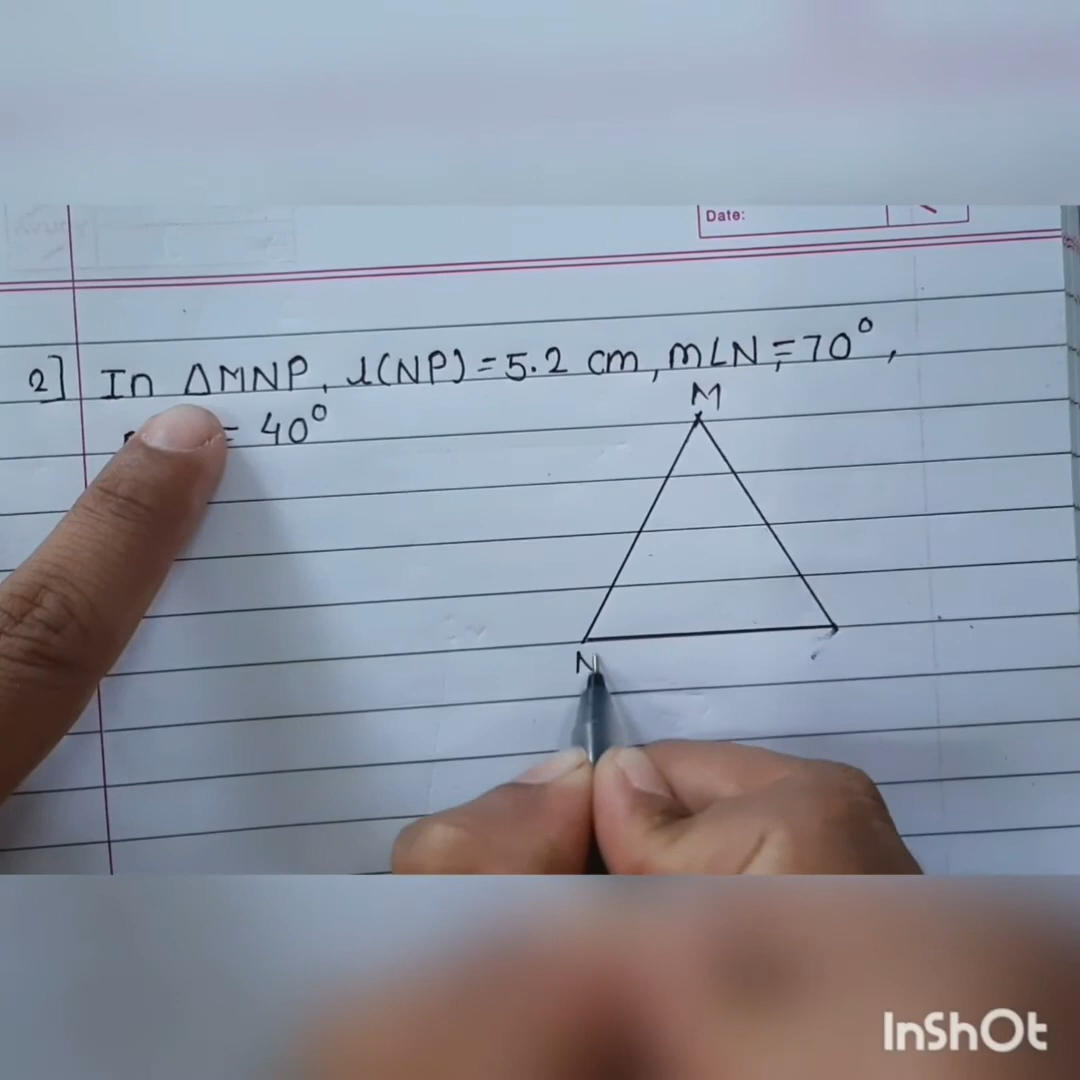 Date:
2] In ΔMNP, l(NP) = 5.2 cm, m∠N = 70°,
= 40°
M
N
InShOt